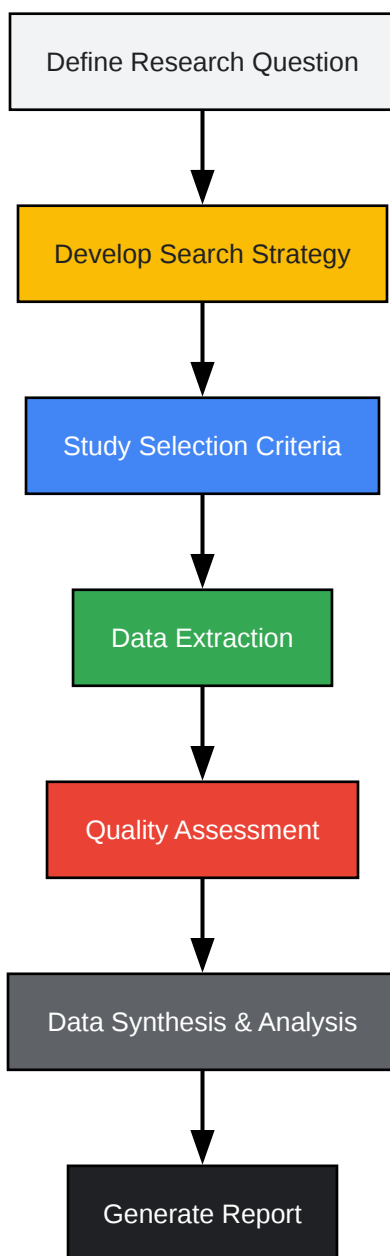 Define Research Question
Develop Search Strategy
Study Selection Criteria
Data Extraction
Quality Assessment
Data Synthesis & Analysis
Generate Report